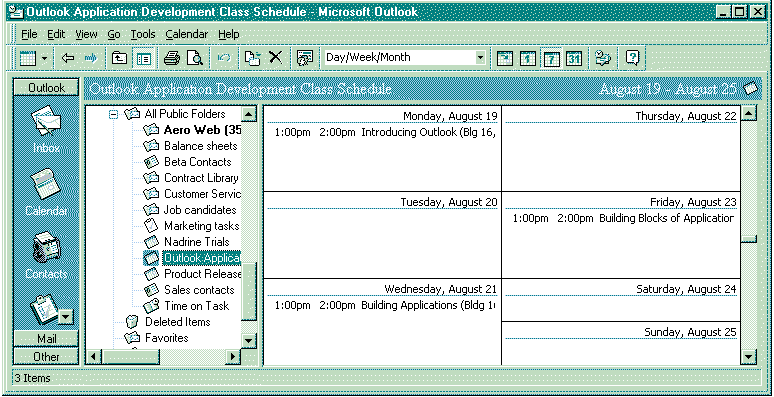 Outlook Application Development Class Schedule - Microsoft Outlook
File Edit View Go Tools Calendar Help
Day/Week/Month
1 7 31
Outlook
Outlook Application Development Class Schedule August 19 - August 25
Inbox
Calendar
Contacts
Mail
Other
All Public Folders
Aero Web (35
Balance sheets
Beta Contacts
Contract Library
Customer Servic
Job candidates
Marketing tasks
Nadrine Trials
Outlook Applicat
Product Release
Sales contacts
Time on Task
Deleted Items
Favorites
Monday, August 19
1:00pm 2:00pm Introducing Outlook (Blg 16,
Tuesday, August 20
Wednesday, August 21
1:00pm 2:00pm Building Applications (Bldg 1
Thursday, August 22
Friday, August 23
1:00pm 2:00pm Building Blocks of Application
Saturday, August 24
Sunday, August 25
3 Items